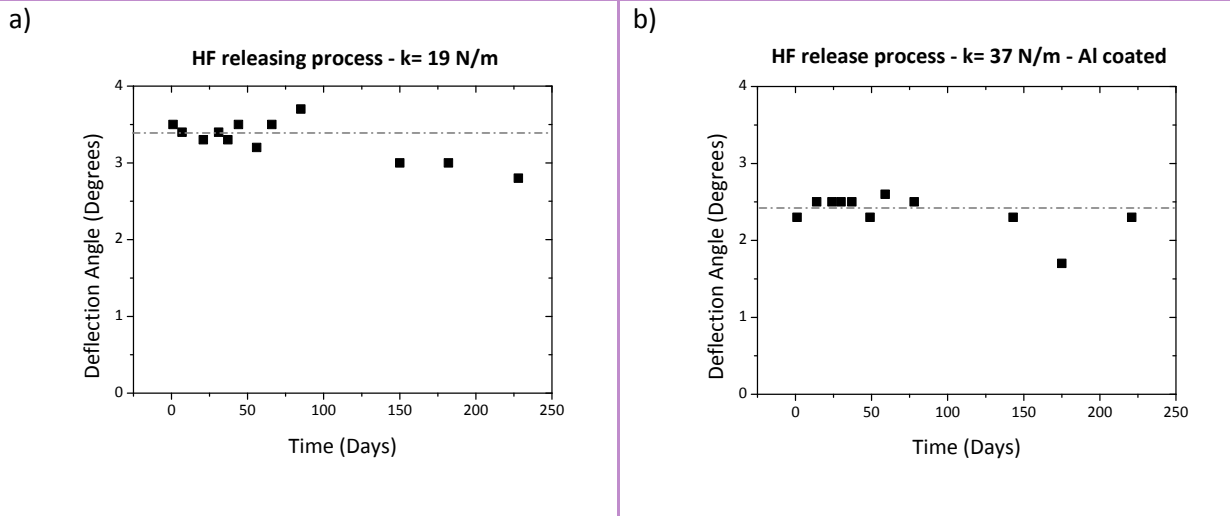 a)
HF releasing process - k= 19 N/m
4
3
2
1
0
Deflection Angle (Degrees)
0 50 100 150 200 250
Time (Days)
b)
HF release process - k= 37 N/m - Al coated
4
3
2
1
0
Deflection Angle (Degrees)
0 50 100 150 200 250
Time (Days)